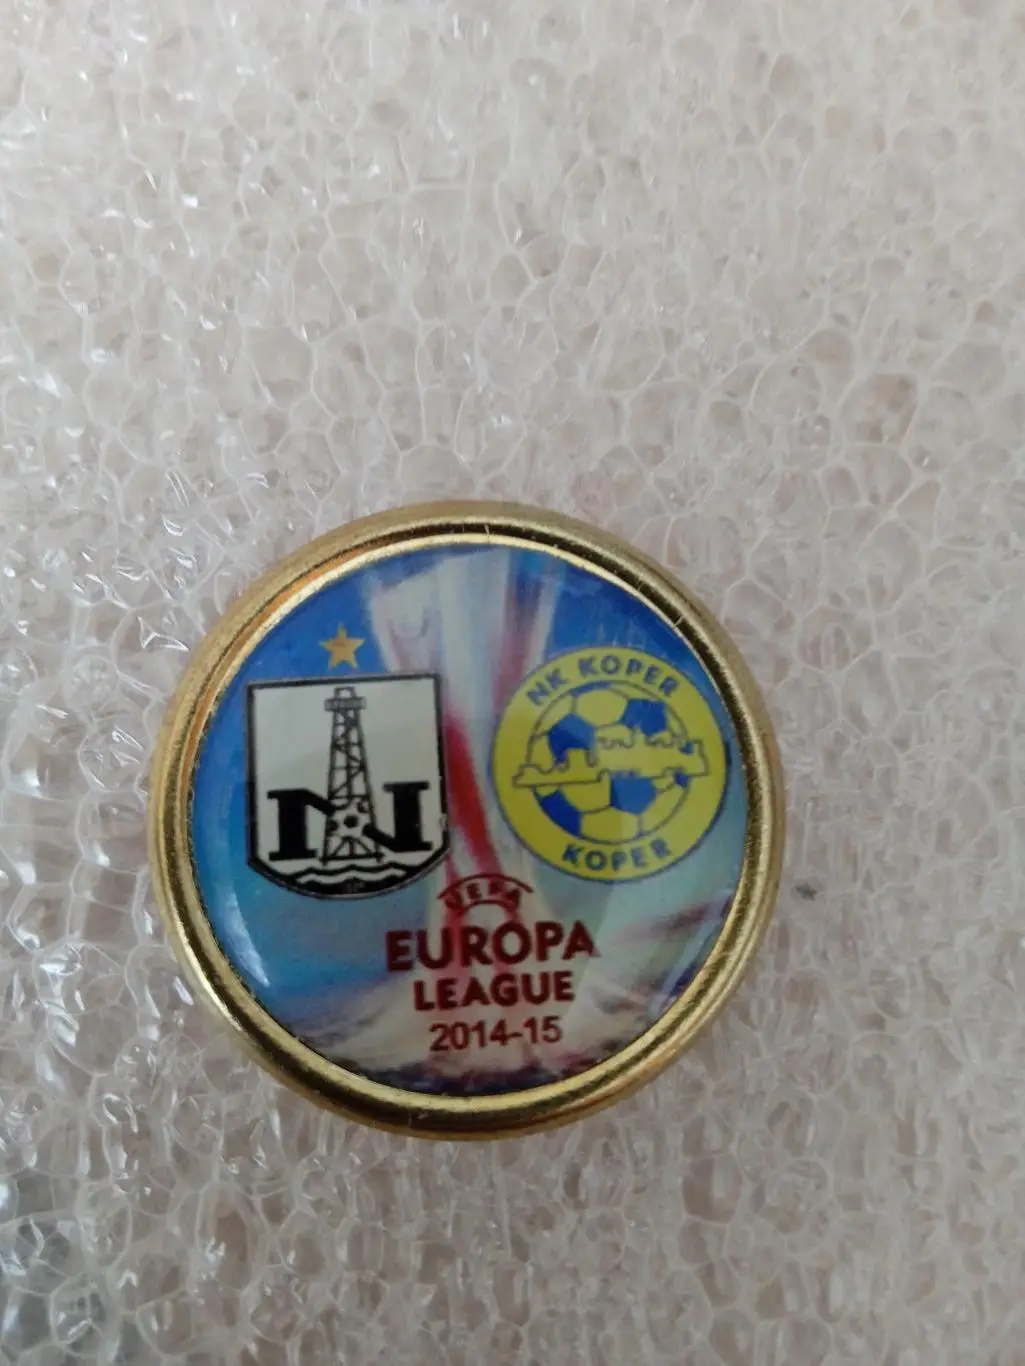 N
NK KOPER
KOPER
UEFA
EUROPA
LEAGUE
2014-15